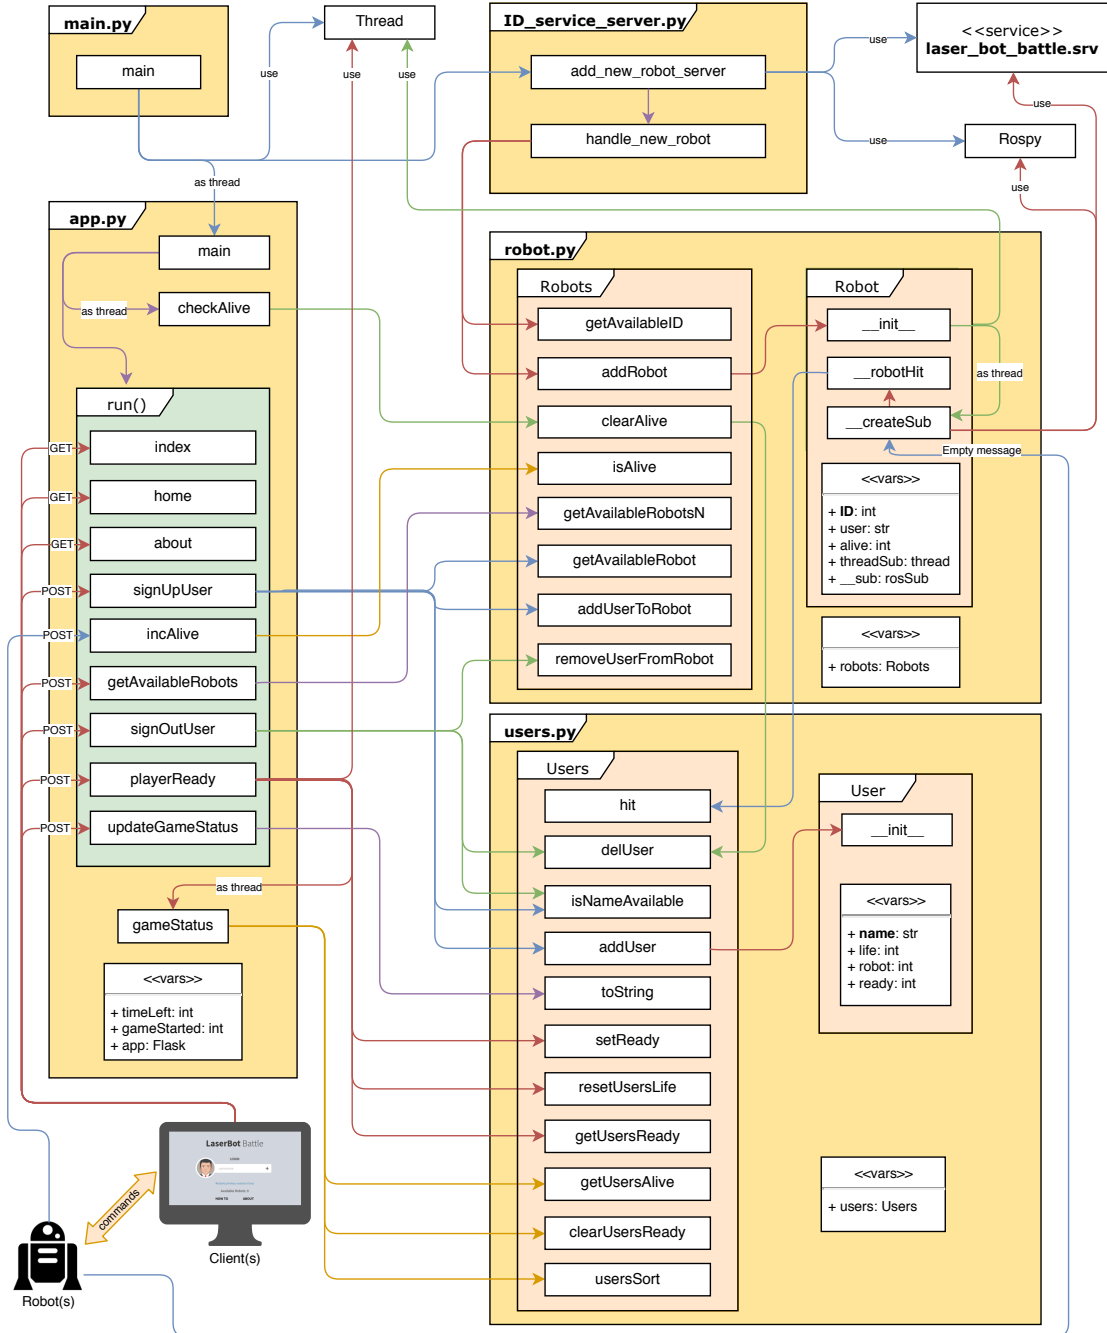 main.py
main
Thread
ID_service_server.py
add_new_robot_server
handle_new_robot
<<service>>
laser_bot_battle.srv
Rospy
use
use
use
use
use
use
use
as thread
app.py
main
checkAlive
as thread
run()
index
home
about
signUpUser
incAlive
getAvailableRobots
signOutUser
playerReady
updateGameStatus
GET
GET
GET
POST
POST
POST
POST
POST
POST
as thread
gameStatus
<<vars>>
+ timeLeft: int
+ gameStarted: int
+ app: Flask
robot.py
Robots
getAvailableID
addRobot
clearAlive
isAlive
getAvailableRobotsN
getAvailableRobot
addUserToRobot
removeUserFromRobot
Robot
__init__
__robotHit
as thread
__createSub
Empty message
<<vars>>
+ ID: int
+ user: str
+ alive: int
+ threadSub: thread
+ __sub: rosSub
<<vars>>
+ robots: Robots
users.py
Users
hit
delUser
isNameAvailable
addUser
toString
setReady
resetUsersLife
getUsersReady
getUsersAlive
clearUsersReady
usersSort
User
__init__
<<vars>>
+ name: str
+ life: int
+ robot: int
+ ready: int
<<vars>>
+ users: Users
LaserBot Battle
LOGIN
HOW TO ABOUT
Client(s)
commands
Robot(s)